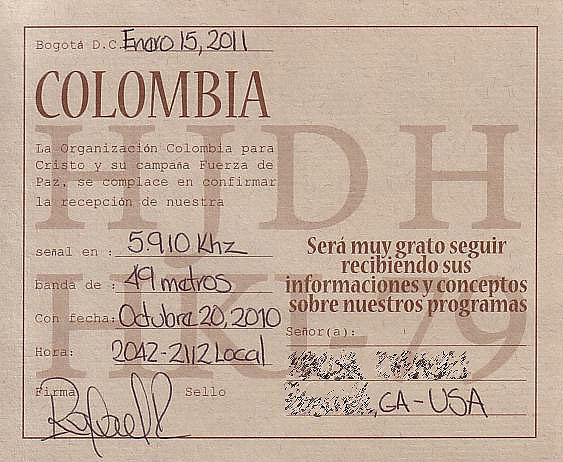 Bogotá D.C. Enero 15, 2011
COLOMBIA
HJDH
HK-79
La Organización Colombia para
Cristo y su campaña Fuerza de
Paz, se complace en confirmar
la recepción de nuestra
señal en : 5.910 Khz
banda de : 49 metros
Con fecha: Octubre 20, 2010
Hora: 2042-2112 Local
Firma Sello
Será muy grato seguir
recibiendo sus
informaciones y conceptos
sobre nuestros programas
Señor(a):
, GA-USA